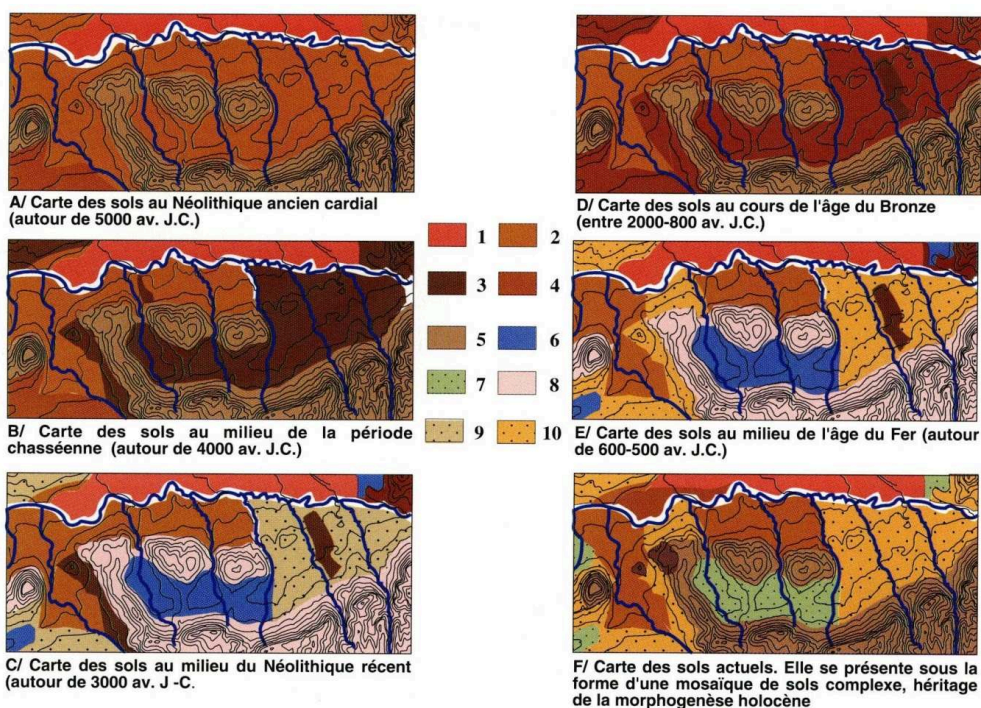 A/ Carte des sols au Néolithique ancien cardial
(autour de 5000 av. J.C.)
B/ Carte des sols au milieu de la période
chasséenne (autour de 4000 av. J.C.)
C/ Carte des sols au milieu du Néolithique récent
(autour de 3000 av. J -C.
1 2
3 4
5 6
7 8
9 10
D/ Carte des sols au cours de l'âge du Bronze
(entre 2000-800 av. J.C.)
E/ Carte des sols au milieu de l'âge du Fer (autour
de 600-500 av. J.C.)
F/ Carte des sols actuels. Elle se présente sous la
forme d'une mosaïque de sols complexe, héritage
de la morphogenèse holocène